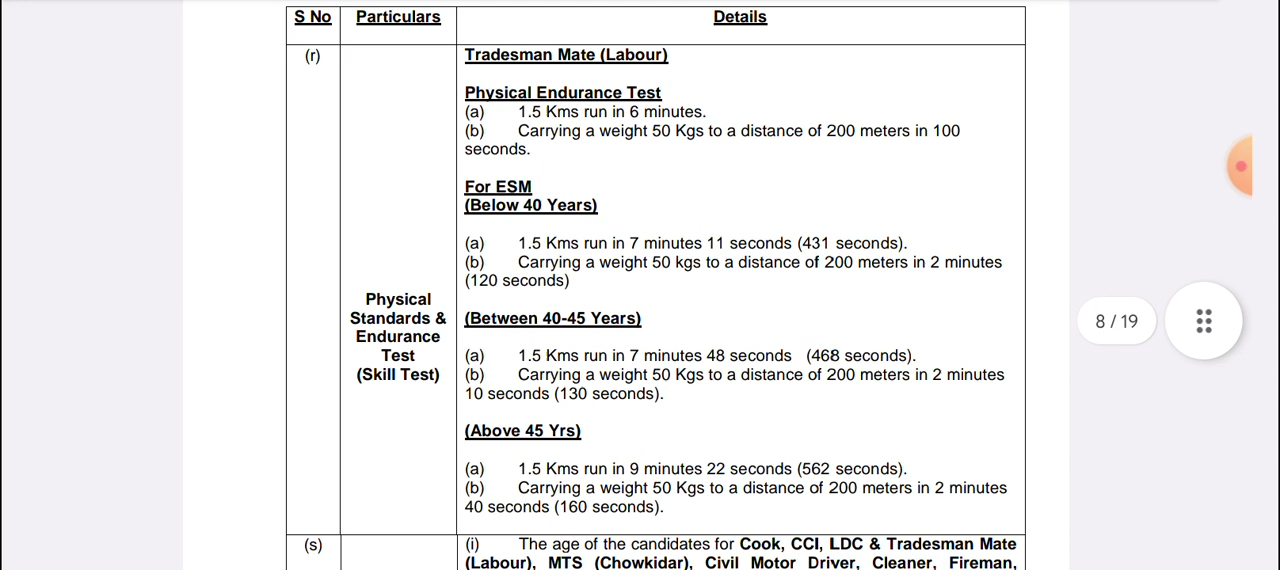 S No Particulars Details
(r)
Tradesman Mate (Labour)
Physical Endurance Test
(a) 1.5 Kms run in 6 minutes.
(b) Carrying a weight 50 Kgs to a distance of 200 meters in 100
seconds.
For ESM
(Below 40 Years)
(a) 1.5 Kms run in 7 minutes 11 seconds (431 seconds).
(b) Carrying a weight 50 kgs to a distance of 200 meters in 2 minutes
(120 seconds)
Physical
Standards &
Endurance
Test
(Skill Test)
(Between 40-45 Years)
(a) 1.5 Kms run in 7 minutes 48 seconds (468 seconds).
(b) Carrying a weight 50 Kgs to a distance of 200 meters in 2 minutes
10 seconds (130 seconds).
(Above 45 Yrs)
(a) 1.5 Kms run in 9 minutes 22 seconds (562 seconds).
(b) Carrying a weight 50 Kgs to a distance of 200 meters in 2 minutes
40 seconds (160 seconds).
(s) (i) The age of the candidates for Cook, CCI, LDC & Tradesman Mate
(Labour), MTS (Chowkidar), Civil Motor Driver, Cleaner, Fireman,
8 / 19